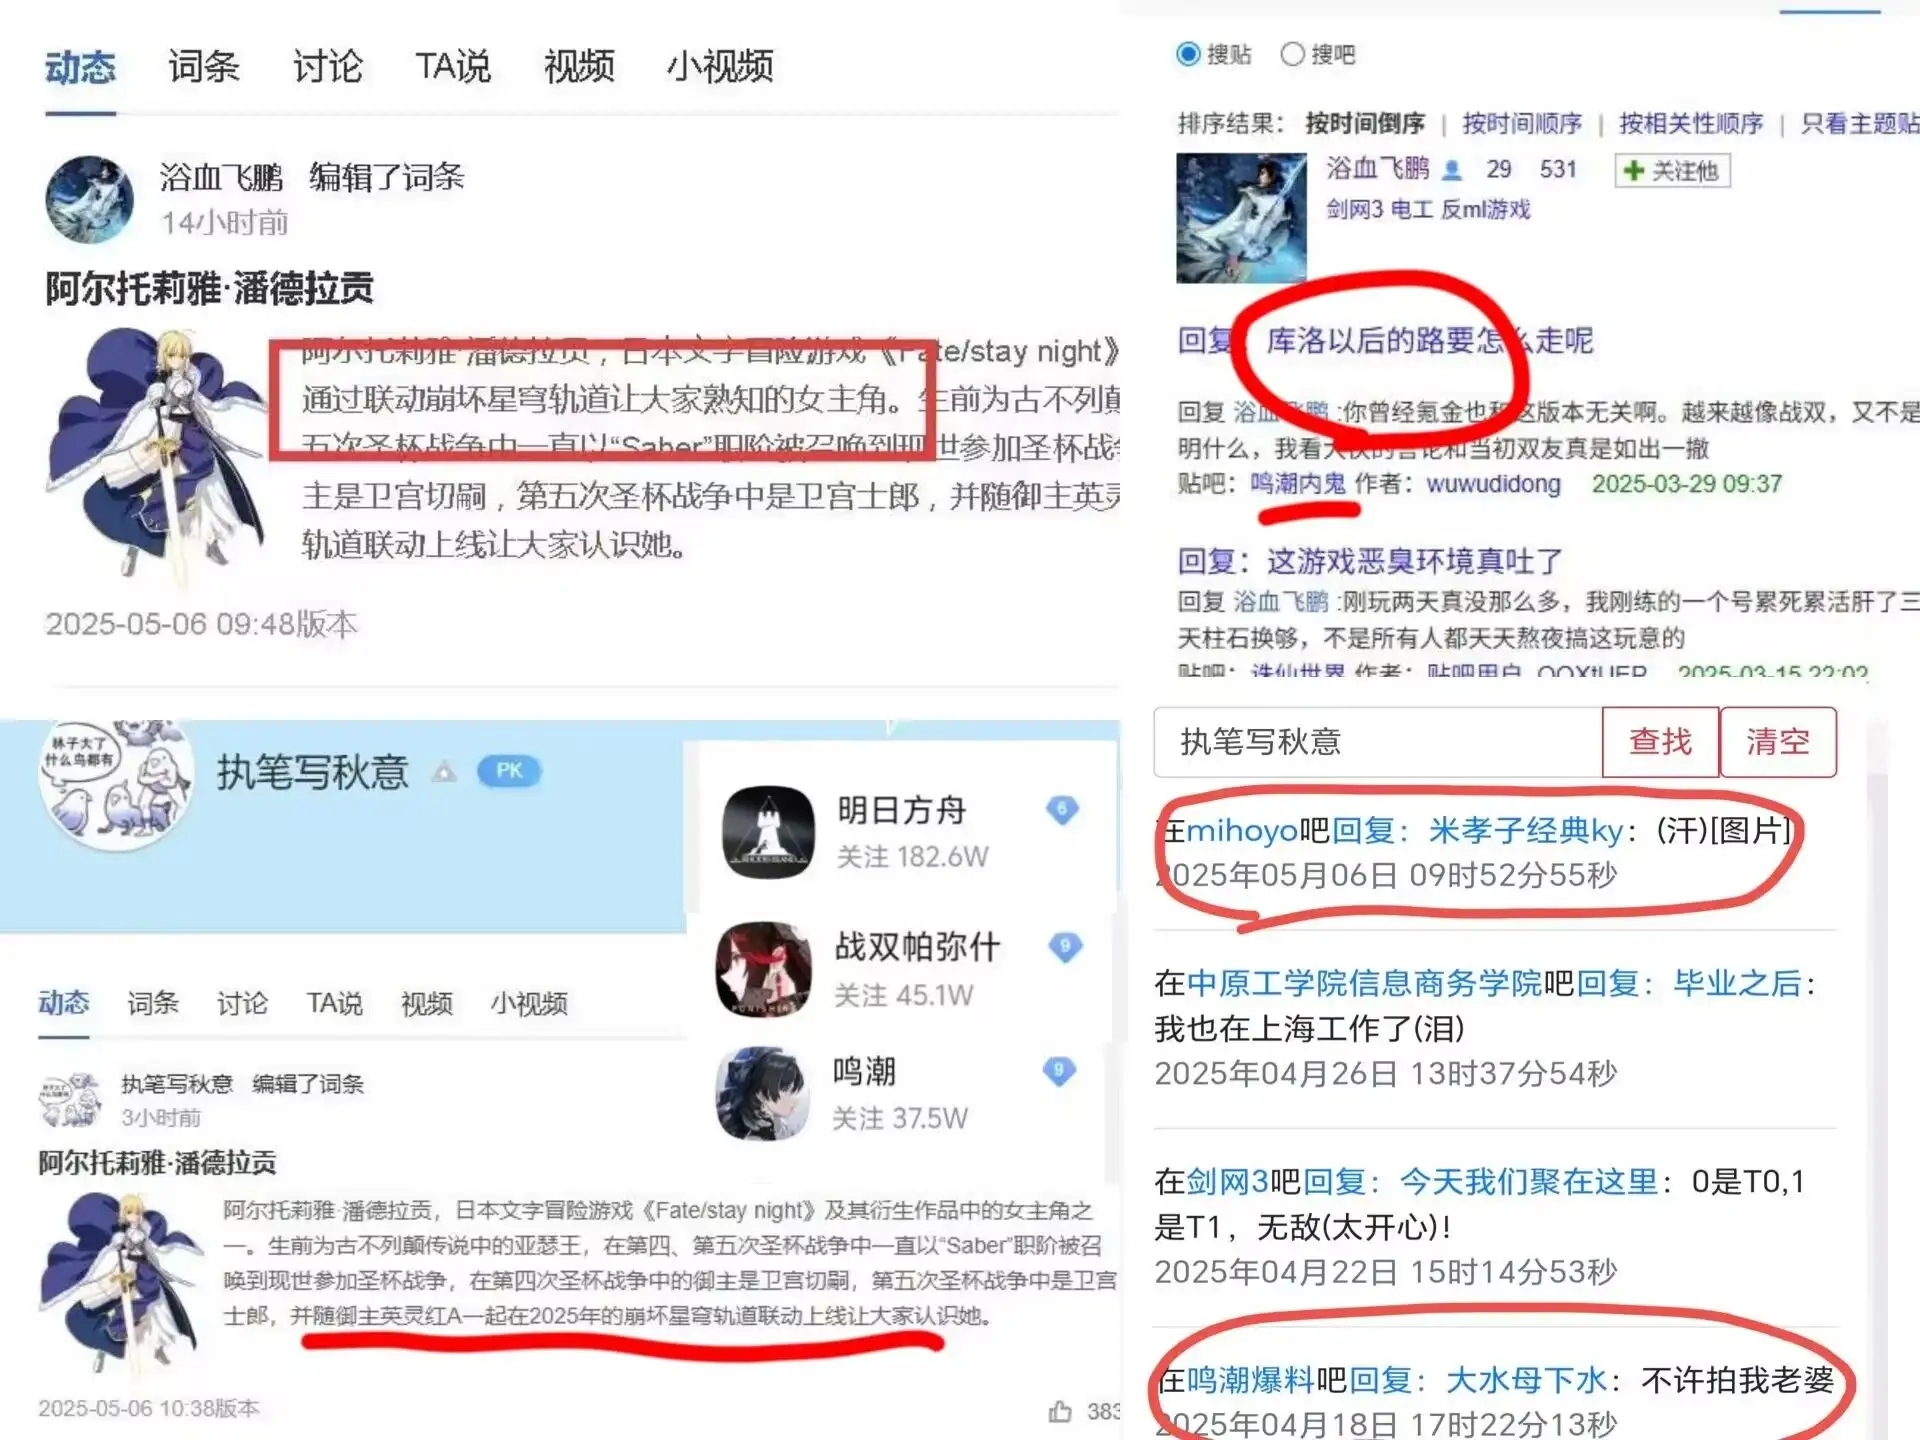 动态 词条 讨论 TA说 视频 小视频
浴血飞鹏 编辑了词条
14小时前
阿尔托莉雅·潘德拉贡
阿尔托莉雅·潘德拉贡，日本文字冒险游戏《Fate/stay night》
通过联动崩坏星穹轨道让大家熟知的女主角。生前为古不列颠
五次圣杯战争中一直以“Saber”职阶被召唤到现世参加圣杯战争
主是卫宫切嗣，第五次圣杯战争中是卫宫士郎，并随御主英灵
轨道联动上线让大家认识她。
2025-05-06 09:48版本
搜贴 搜吧
排序结果： 按时间倒序 | 按时间顺序 | 按相关性顺序 | 只看主题贴
浴血飞鹏 29 531 关注他
剑网3 电工 反ml游戏
回复 库洛以后的路要怎么走呢
回复 浴血飞鹏 :你曾经氪金也和这版本无关啊。越来越像战双，又不是
明什么，我看大伙的言论和当初双友真是如出一撤
贴吧：鸣潮内鬼 作者：wuwudidong 2025-03-29 09:37
回复：这游戏恶臭环境真吐了
回复 浴血飞鹏 :刚玩两天真没那么多，我刚练的一个号累死累活肝了三
天柱石换够，不是所有人都天天熬夜搞这玩意的
贴吧：诛仙世界 作者：贴吧用户 2025-03-15 22:02
林子大了
什么鸟都有
执笔写秋意 PK
明日方舟 6
关注 182.6W
战双帕弥什 9
关注 45.1W
鸣潮 9
关注 37.5W
动态 词条 讨论 TA说 视频 小视频
执笔写秋意 编辑了词条
3小时前
阿尔托莉雅·潘德拉贡
阿尔托莉雅·潘德拉贡，日本文字冒险游戏《Fate/stay night》及其衍生作品中的女主角之
一。生前为古不列颠传说中的亚瑟王，在第四、第五次圣杯战争中一直以“Saber”职阶被召
唤到现世参加圣杯战争，在第四次圣杯战争中的御主是卫宫切嗣，第五次圣杯战争中是卫宫
士郎，并随御主英灵红A一起在2025年的崩坏星穹轨道联动上线让大家认识她。
2025-05-06 10:38版本
383
执笔写秋意 查找 清空
在mihoyo吧回复：米孝子经典ky：(汗)[图片]
2025年05月06日 09时52分55秒
在中原工学院信息商务学院吧回复：毕业之后：
我也在上海工作了(泪)
2025年04月26日 13时37分54秒
在剑网3吧回复：今天我们聚在这里：0是T0,1
是T1，无敌(太开心)！
2025年04月22日 15时14分53秒
在鸣潮爆料吧回复：大水母下水：不许拍我老婆
2025年04月18日 17时22分13秒